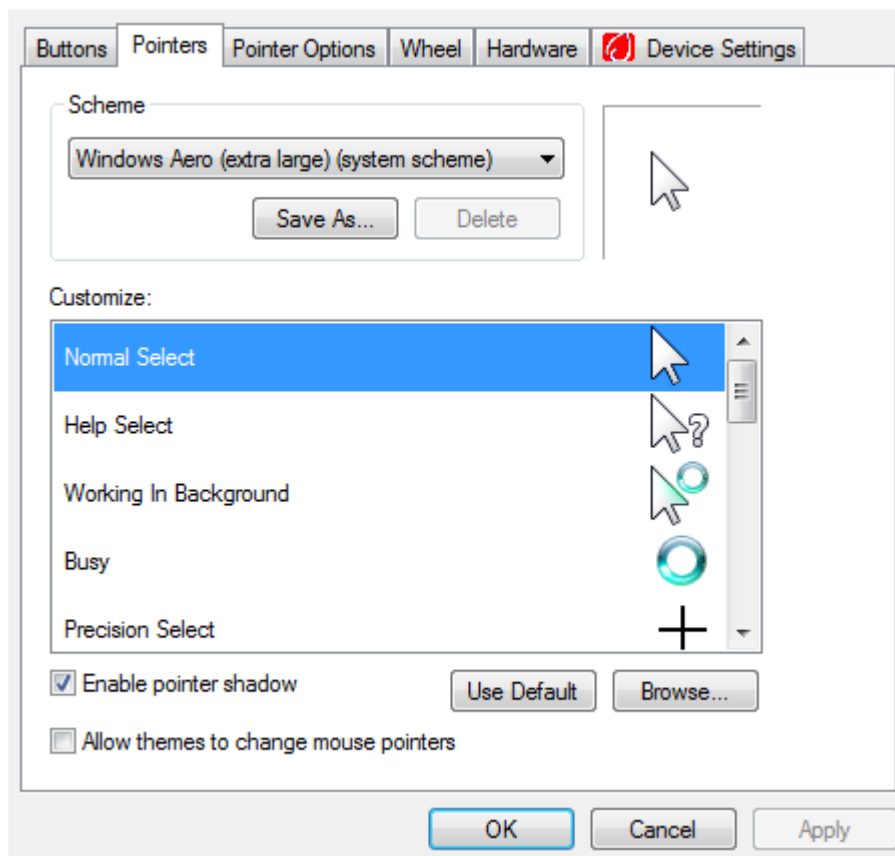 Buttons Pointers Pointer Options Wheel Hardware Device Settings
Scheme
Windows Aero (extra large) (system scheme)
Save As... Delete
Customize:
Normal Select
Help Select
Working In Background
Busy
Precision Select
Enable pointer shadow Use Default Browse...
Allow themes to change mouse pointers
OK Cancel Apply